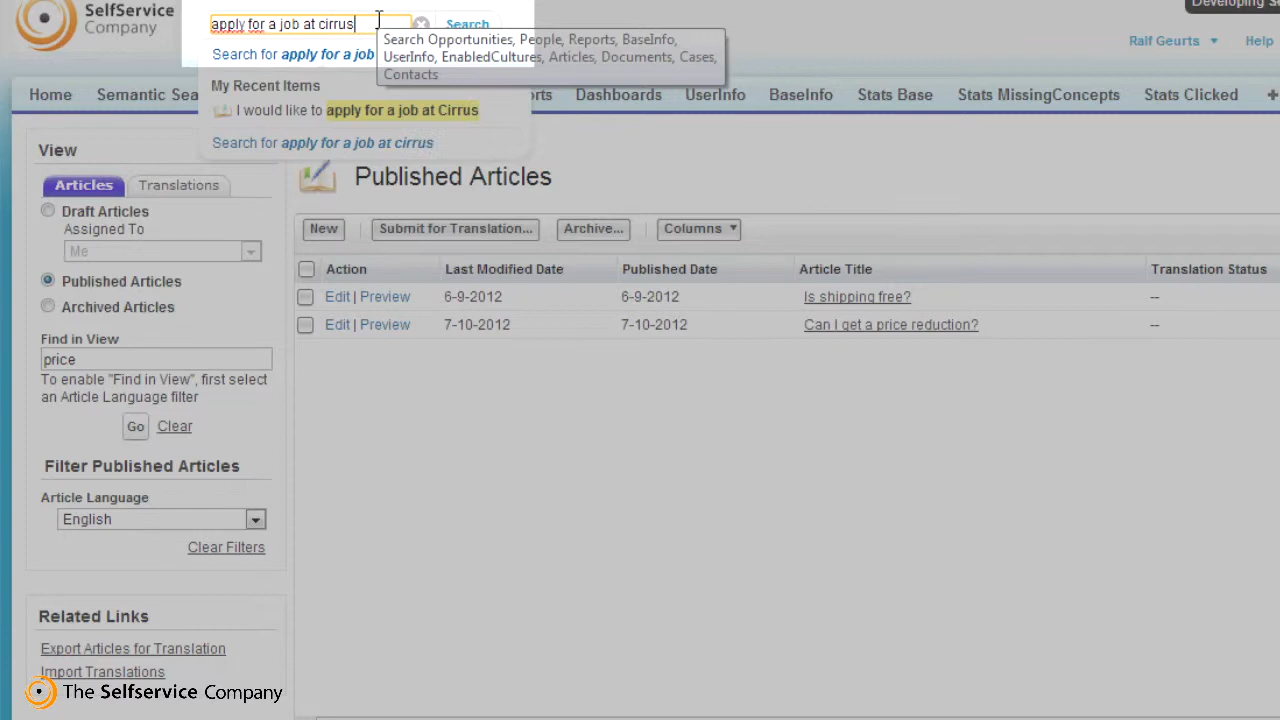 SelfService
Company
apply for a job at cirrus
Search
Developing
Search for apply for a job
Search Opportunities, People, Reports, BaseInfo,
UserInfo, EnabledCultures, Articles, Documents, Cases,
Contacts
Ralf Geurts
Help
My Recent Items
I would like to apply for a job at Cirrus
Search for apply for a job at cirrus
Home
Semantic Sea
Dashboards
UserInfo
BaseInfo
Stats Base
Stats MissingConcepts
Stats Clicked
View
Articles
Translations
Draft Articles
Assigned To
Me
Published Articles
Archived Articles
Find in View
price
To enable "Find in View", first select
an Article Language filter
Go
Clear
Filter Published Articles
Article Language
English
Clear Filters
Related Links
Export Articles for Translation
Import Translations
Published Articles
New
Submit for Translation...
Archive...
Columns
Action Last Modified Date Published Date Article Title Translation Status
Edit | Preview 6-9-2012 6-9-2012 Is shipping free? --
Edit | Preview 7-10-2012 7-10-2012 Can I get a price reduction? --
The Selfservice Company